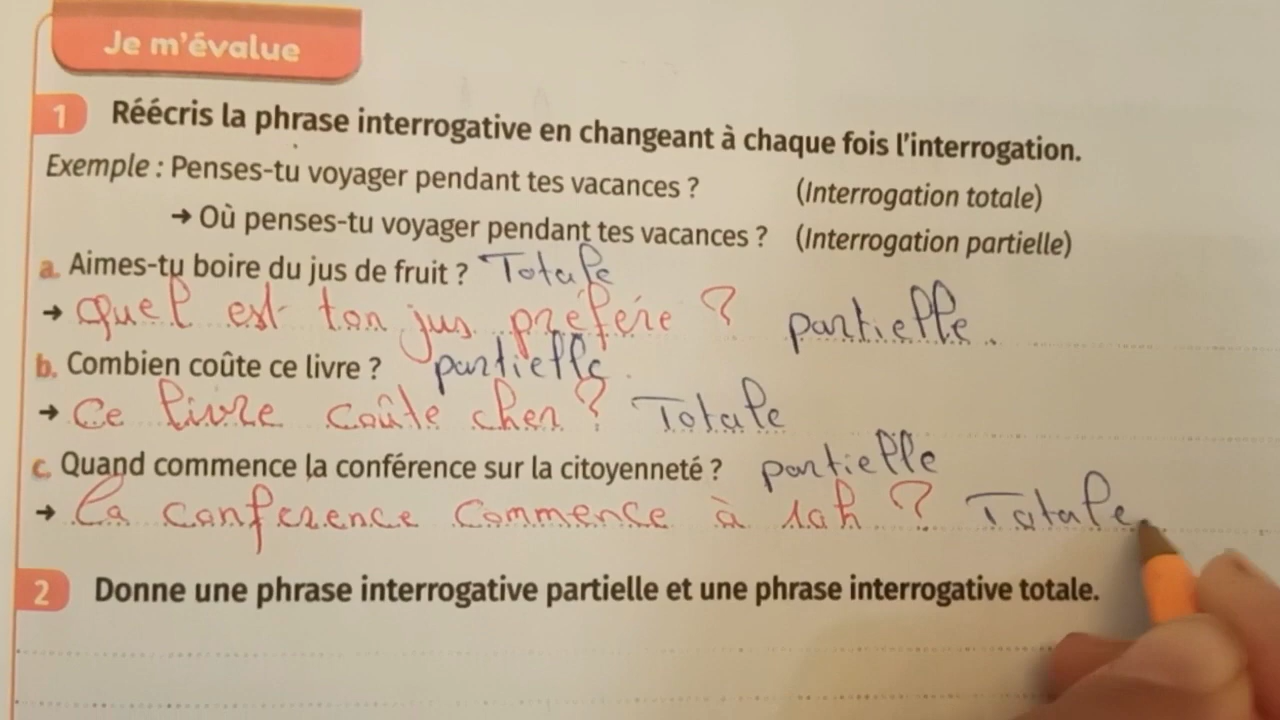 Je m'évalue
1 Réécris la phrase interrogative en changeant à chaque fois l'interrogation.
Exemple : Penses-tu voyager pendant tes vacances ? (Interrogation totale)
→ Où penses-tu voyager pendant tes vacances ? (Interrogation partielle)
a. Aimes-tu boire du jus de fruit ? Totale
→ Quel est ton jus préfére ? partielle.
b. Combien coûte ce livre ? partielle
→ Ce livre coûte cher ? Totale
c. Quand commence la conférence sur la citoyenneté ? partielle
→ la conference commence à 10h ? Totale
2 Donne une phrase interrogative partielle et une phrase interrogative totale.